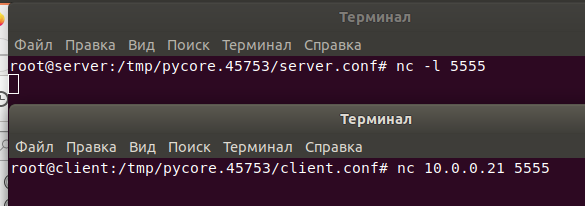 Терминал
Файл Правка Вид Поиск Терминал Справка
root@server:/tmp/pycore.45753/server.conf# nc -l 5555
Терминал
Файл Правка Вид Поиск Терминал Справка
root@client:/tmp/pycore.45753/client.conf# nc 10.0.0.21 5555